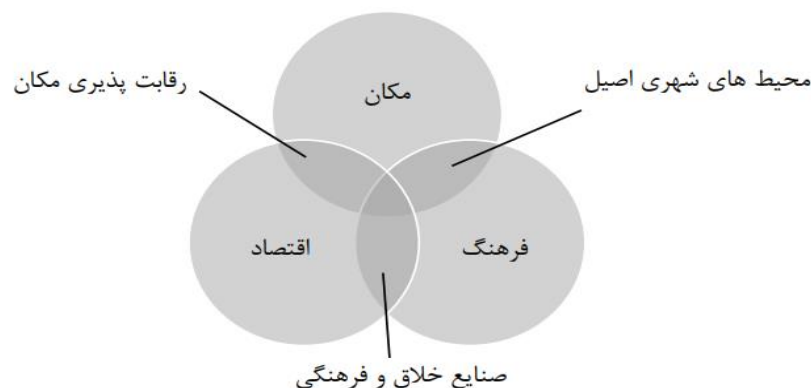 مکان
محیط های شهری اصیل
رقابت پذیری مکان
فرهنگ
اقتصاد
صنایع خلاق و فرهنگی